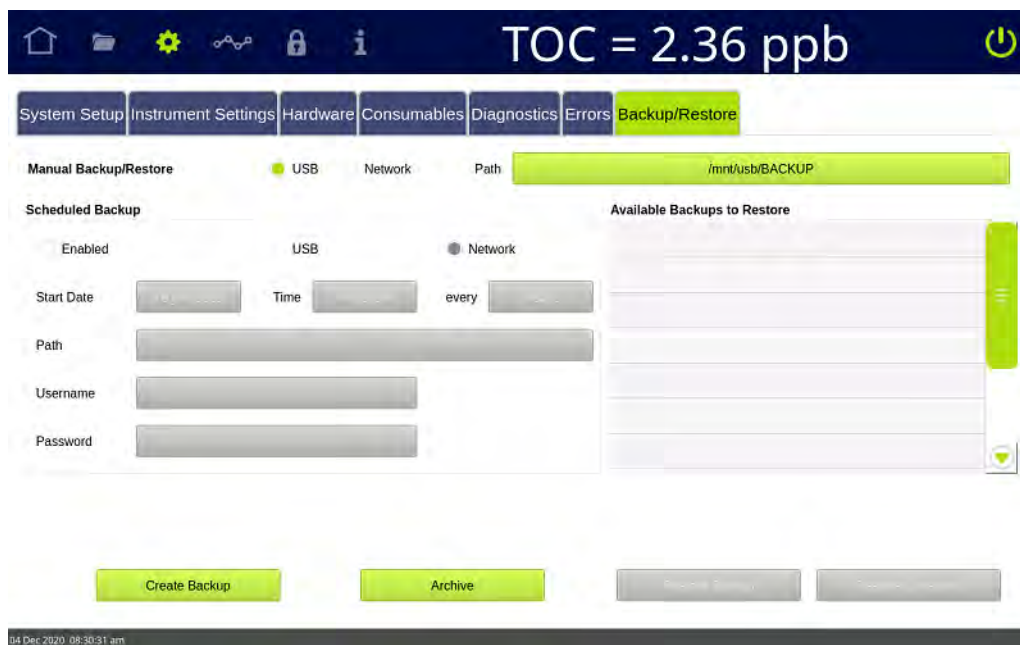 TOC = 2.36 ppb
System Setup Instrument Settings Hardware Consumables Diagnostics Errors Backup/Restore
Manual Backup/Restore USB Network Path /mnt/usb/BACKUP
Scheduled Backup Available Backups to Restore
Enabled USB Network
Start Date Time every
Path
Username
Password
Create Backup Archive
04 Dec 2020 08:30:31 am